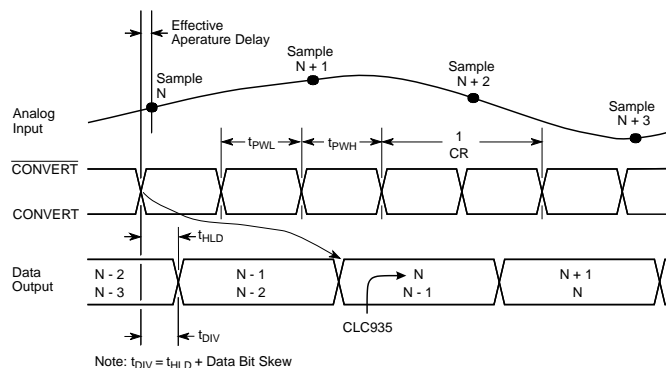 Effective
Aperature Delay
Sample
N
Sample
N + 1
Sample
N + 2
Sample
N + 3
Analog
Input
tPWL
tPWH
1
CR
CONVERT
CONVERT
tHLD
Data
Output
N - 2
N - 3
N - 1
N - 2
N
N - 1
N + 1
N
CLC935
tDIV
Note: tDIV = tHLD + Data Bit Skew